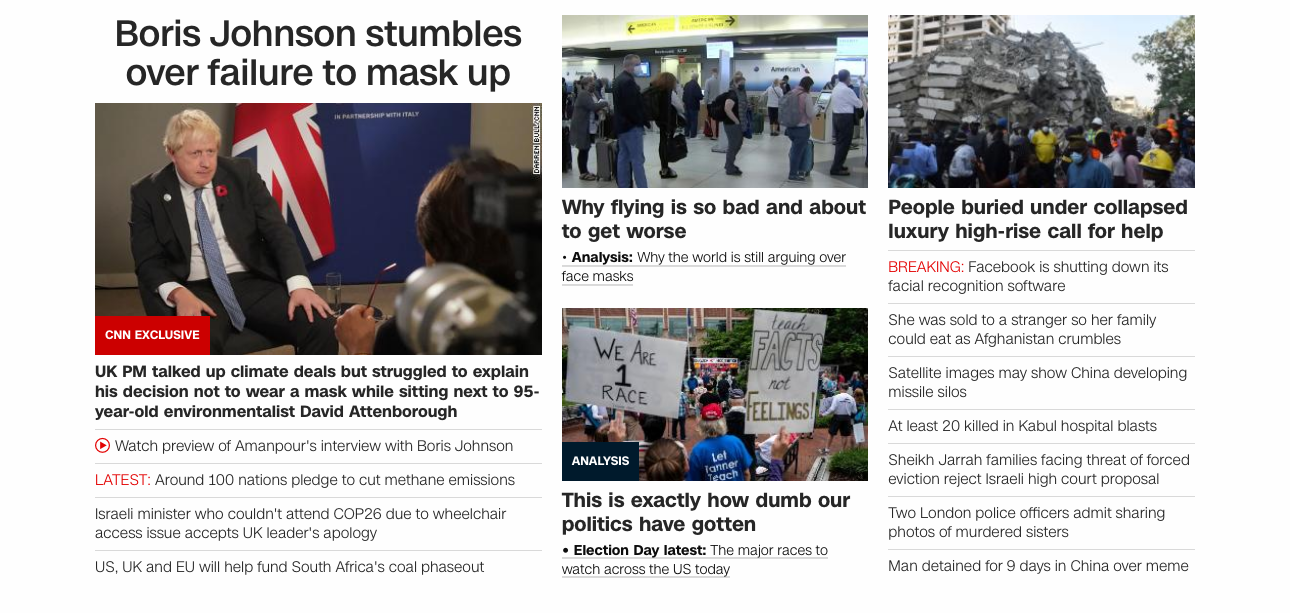 Boris Johnson stumbles
over failure to mask up
IN PARTNERSHIP WITH ITALY
DARREN BULL/CNN
CNN EXCLUSIVE
UK PM talked up climate deals but struggled to explain
his decision not to wear a mask while sitting next to 95-
year-old environmentalist David Attenborough
Watch preview of Amanpour's interview with Boris Johnson
LATEST: Around 100 nations pledge to cut methane emissions
Israeli minister who couldn't attend COP26 due to wheelchair
access issue accepts UK leader's apology
US, UK and EU will help fund South Africa's coal phaseout
American
Why flying is so bad and about
to get worse
• Analysis: Why the world is still arguing over
face masks
WE ARE
1
RACE
teach
FACTS
not
FEELINGS!
Let
Tanner
Teach
ANALYSIS
This is exactly how dumb our
politics have gotten
• Election Day latest: The major races to
watch across the US today
People buried under collapsed
luxury high-rise call for help
BREAKING: Facebook is shutting down its
facial recognition software
She was sold to a stranger so her family
could eat as Afghanistan crumbles
Satellite images may show China developing
missile silos
At least 20 killed in Kabul hospital blasts
Sheikh Jarrah families facing threat of forced
eviction reject Israeli high court proposal
Two London police officers admit sharing
photos of murdered sisters
Man detained for 9 days in China over meme